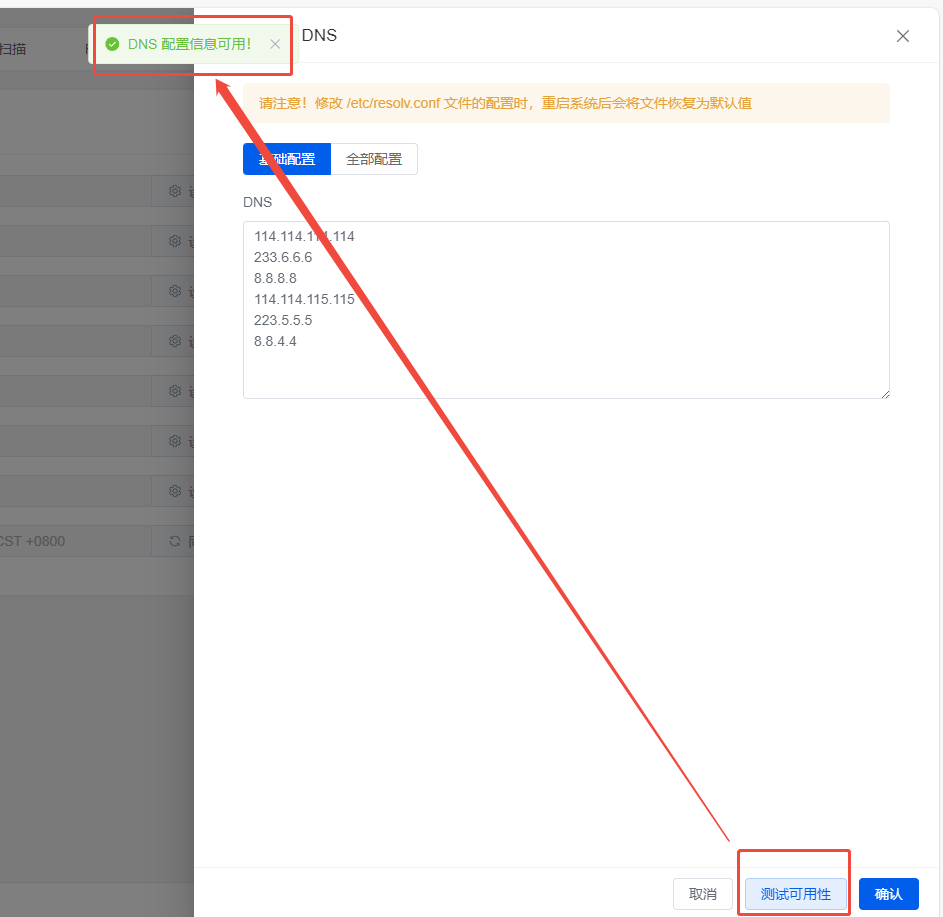 DNS 配置信息可用！
DNS
扫描
请注意！修改 /etc/resolv.conf 文件的配置时，重启系统后会将文件恢复为默认值
基础配置
全部配置
DNS
114.114.114.114
233.6.6.6
8.8.8.8
114.114.115.115
223.5.5.5
8.8.4.4
CST +0800
取消
测试可用性
确认